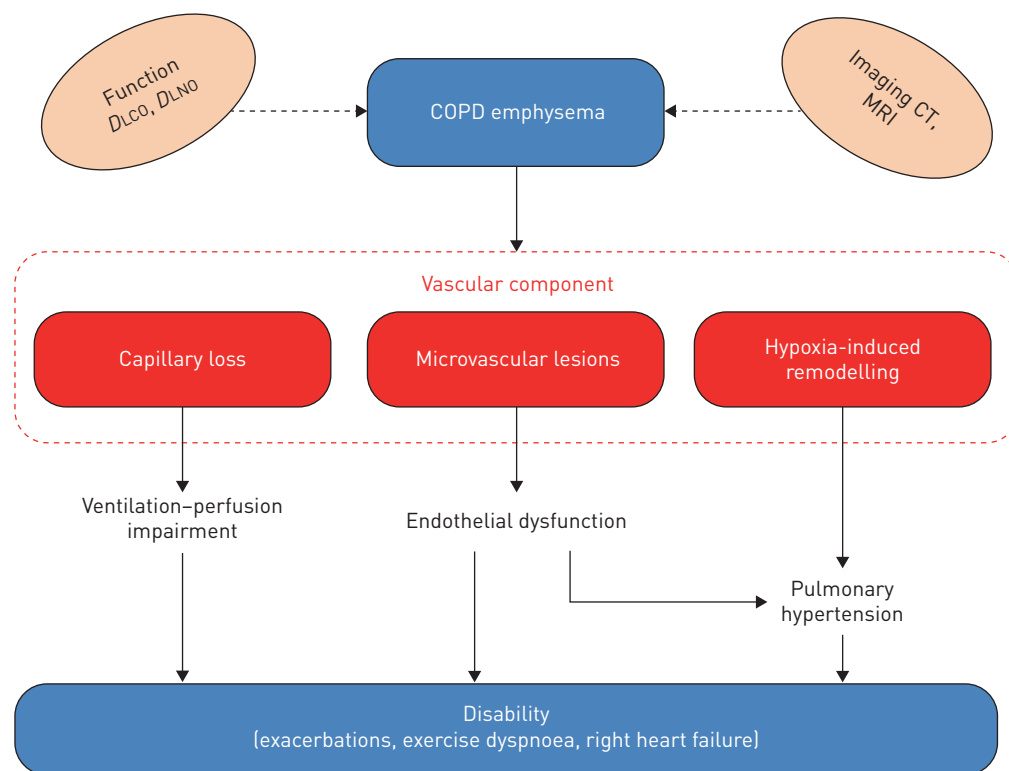 Function
DLCO, DLNO
COPD emphysema
Imaging CT,
MRI
Vascular component
Capillary loss
Microvascular lesions
Hypoxia-induced
remodelling
Ventilation–perfusion
impairment
Endothelial dysfunction
Pulmonary
hypertension
Disability
(exacerbations, exercise dyspnoea, right heart failure)